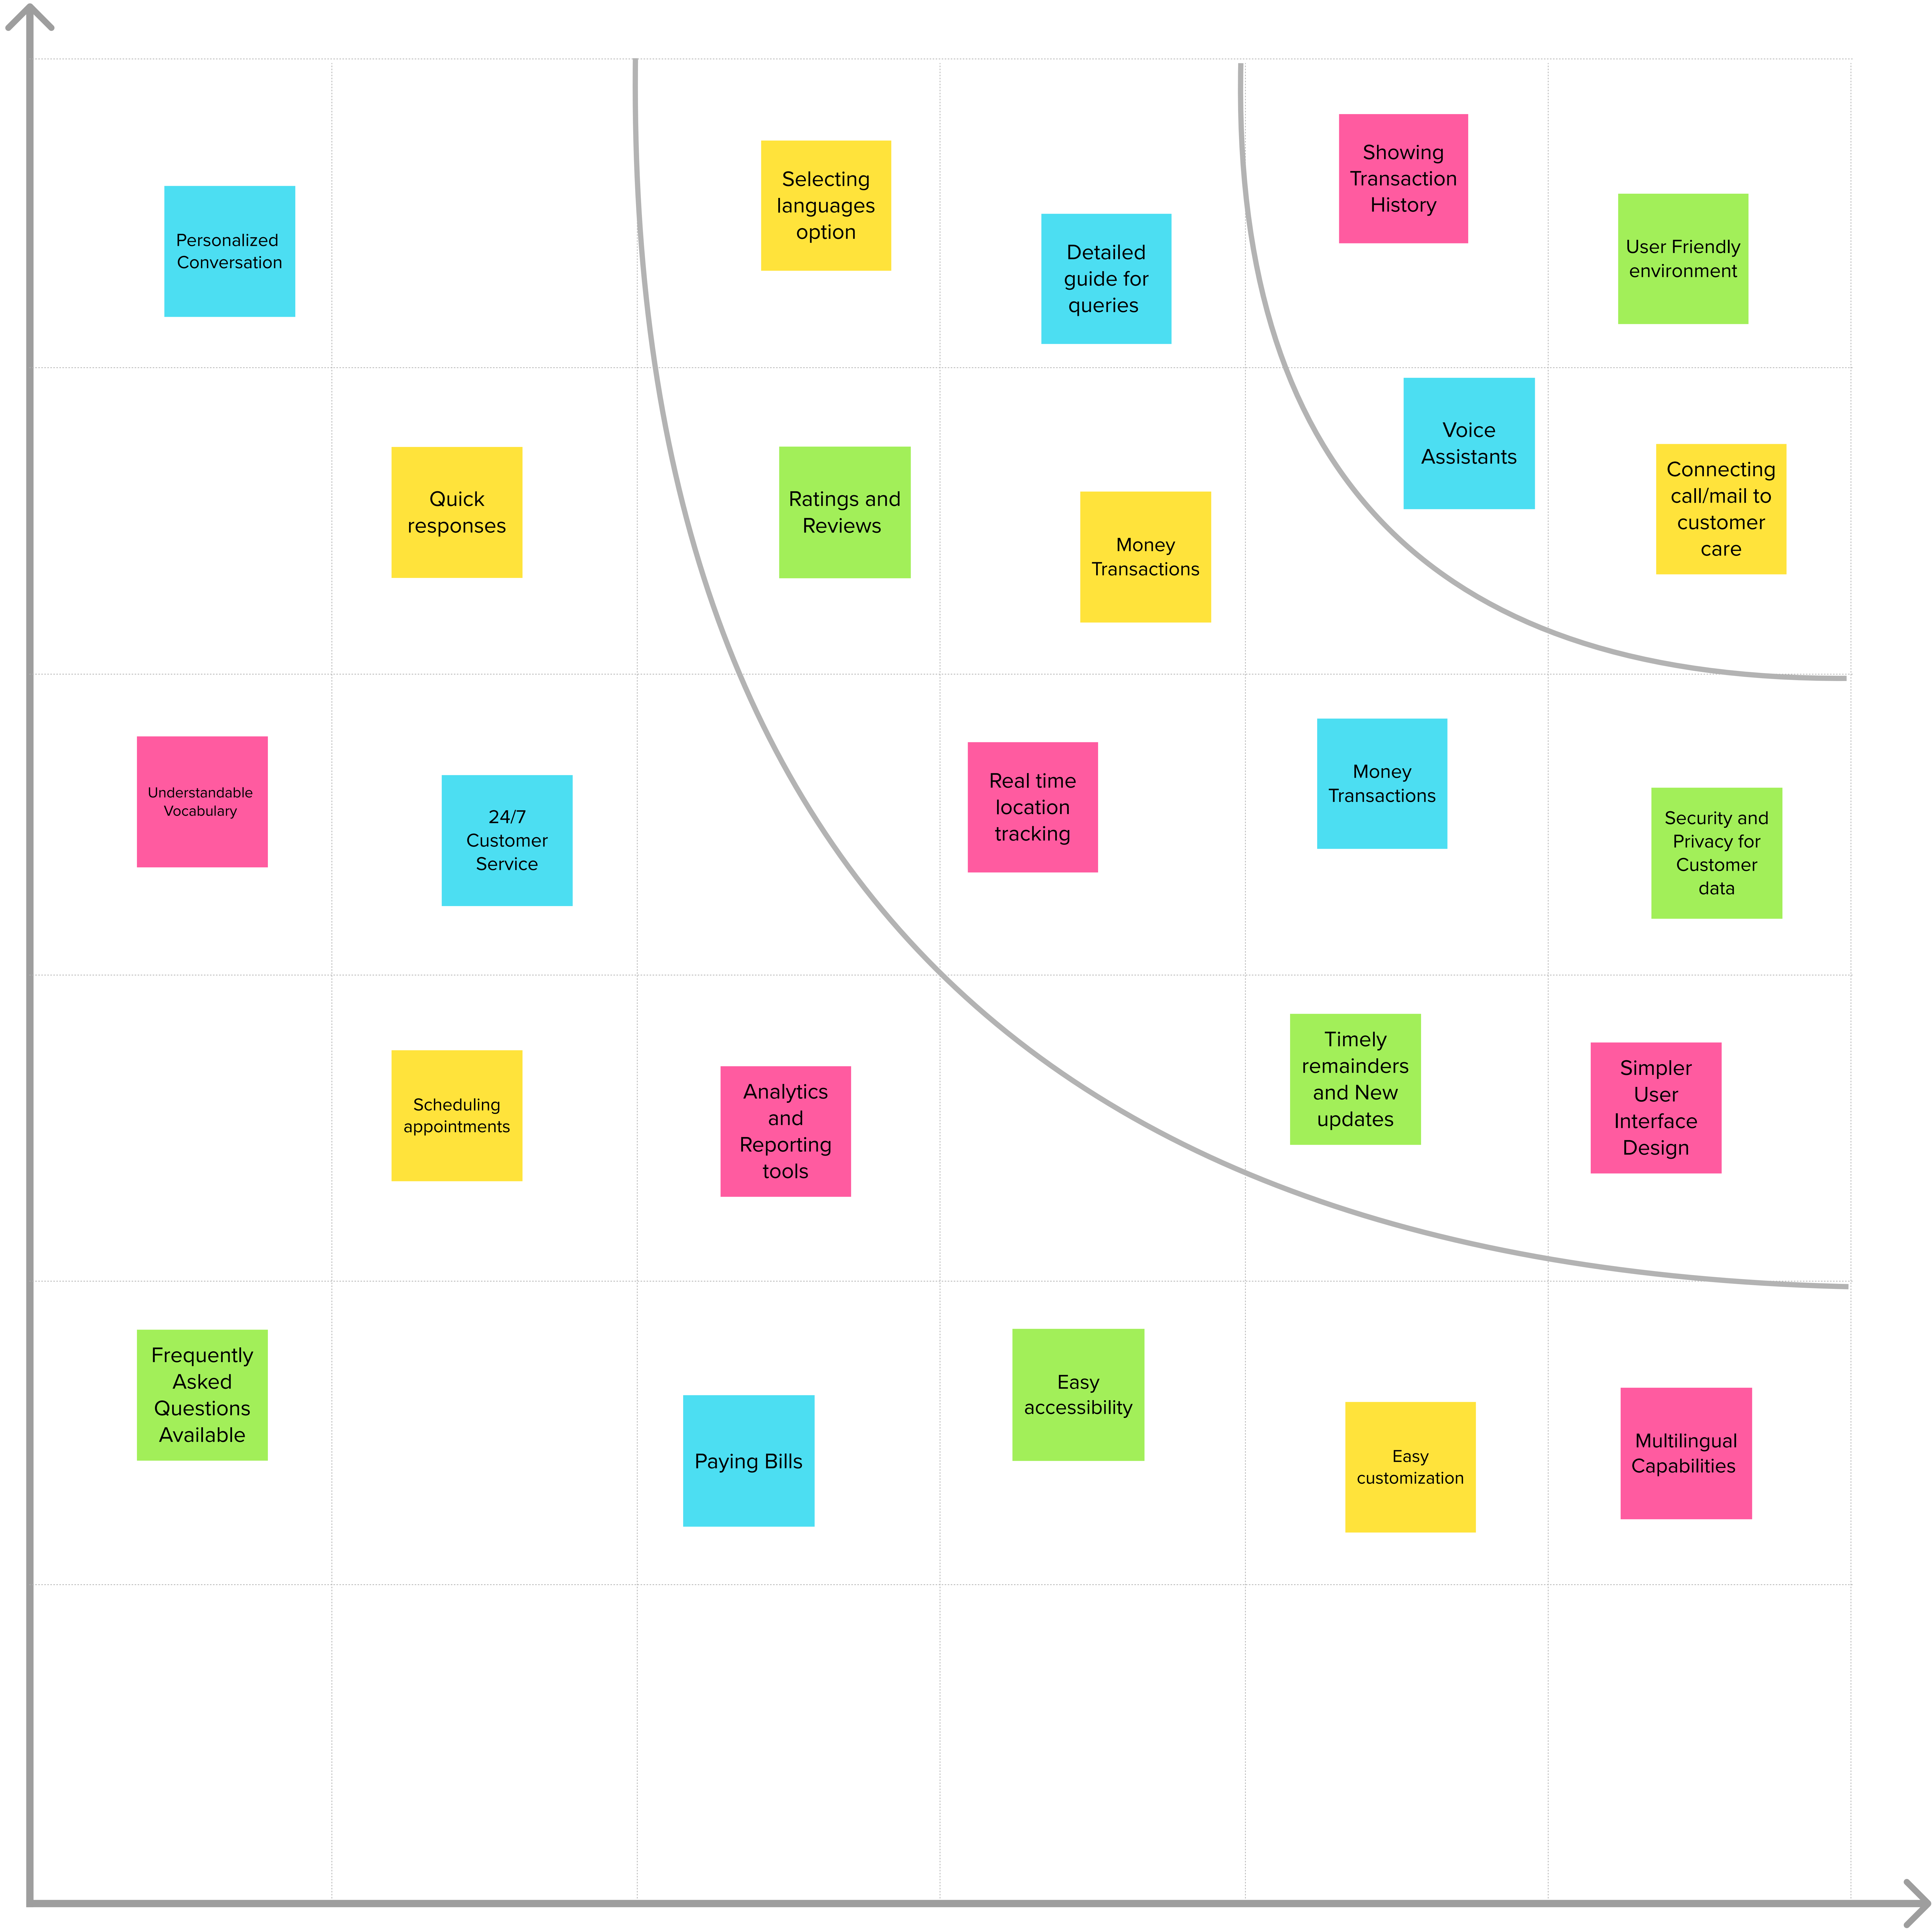 Personalized
Conversation
Selecting
languages
option
Detailed
guide for
queries
Showing
Transaction
History
User Friendly
environment
Quick
responses
Ratings and
Reviews
Money
Transactions
Voice
Assistants
Connecting
call/mail to
customer
care
Understandable
Vocabulary
24/7
Customer
Service
Real time
location
tracking
Money
Transactions
Security and
Privacy for
Customer
data
Scheduling
appointments
Analytics
and
Reporting
tools
Timely
remainders
and New
updates
Simpler
User
Interface
Design
Frequently
Asked
Questions
Available
Paying Bills
Easy
accessibility
Easy
customization
Multilingual
Capabilities